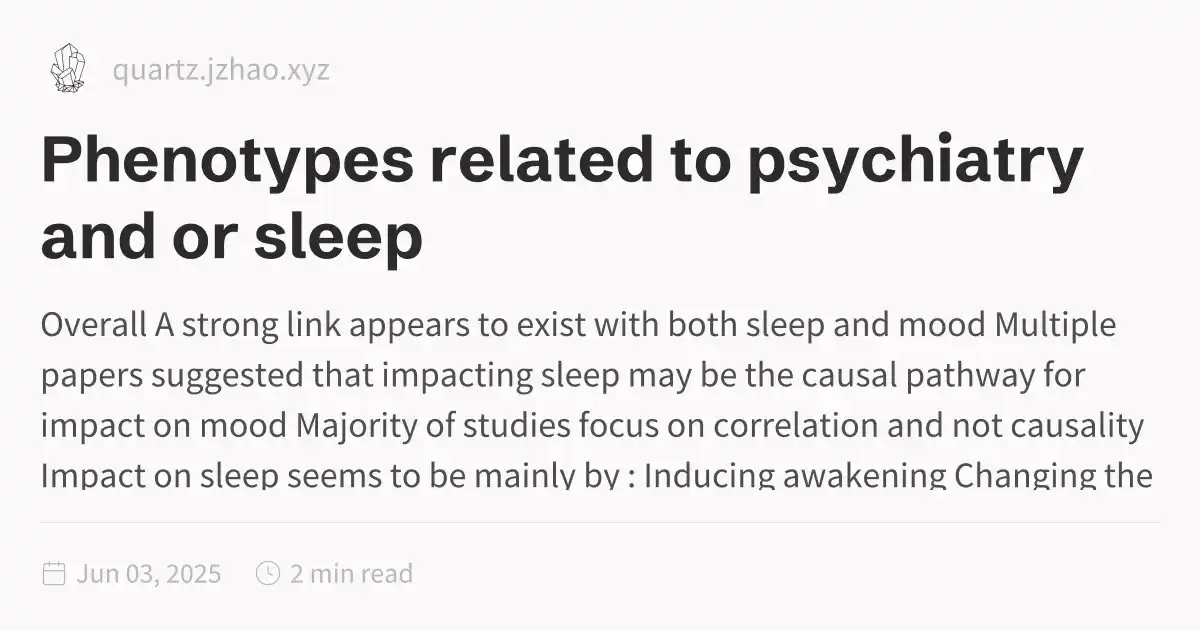 quartz.jzhao.xyz
Phenotypes related to psychiatry
and or sleep
Overall A strong link appears to exist with both sleep and mood Multiple
papers suggested that impacting sleep may be the causal pathway for
impact on mood Majority of studies focus on correlation and not causality
Impact on sleep seems to be mainly by : Inducing awakening Changing the
Jun 03, 2025 2 min read